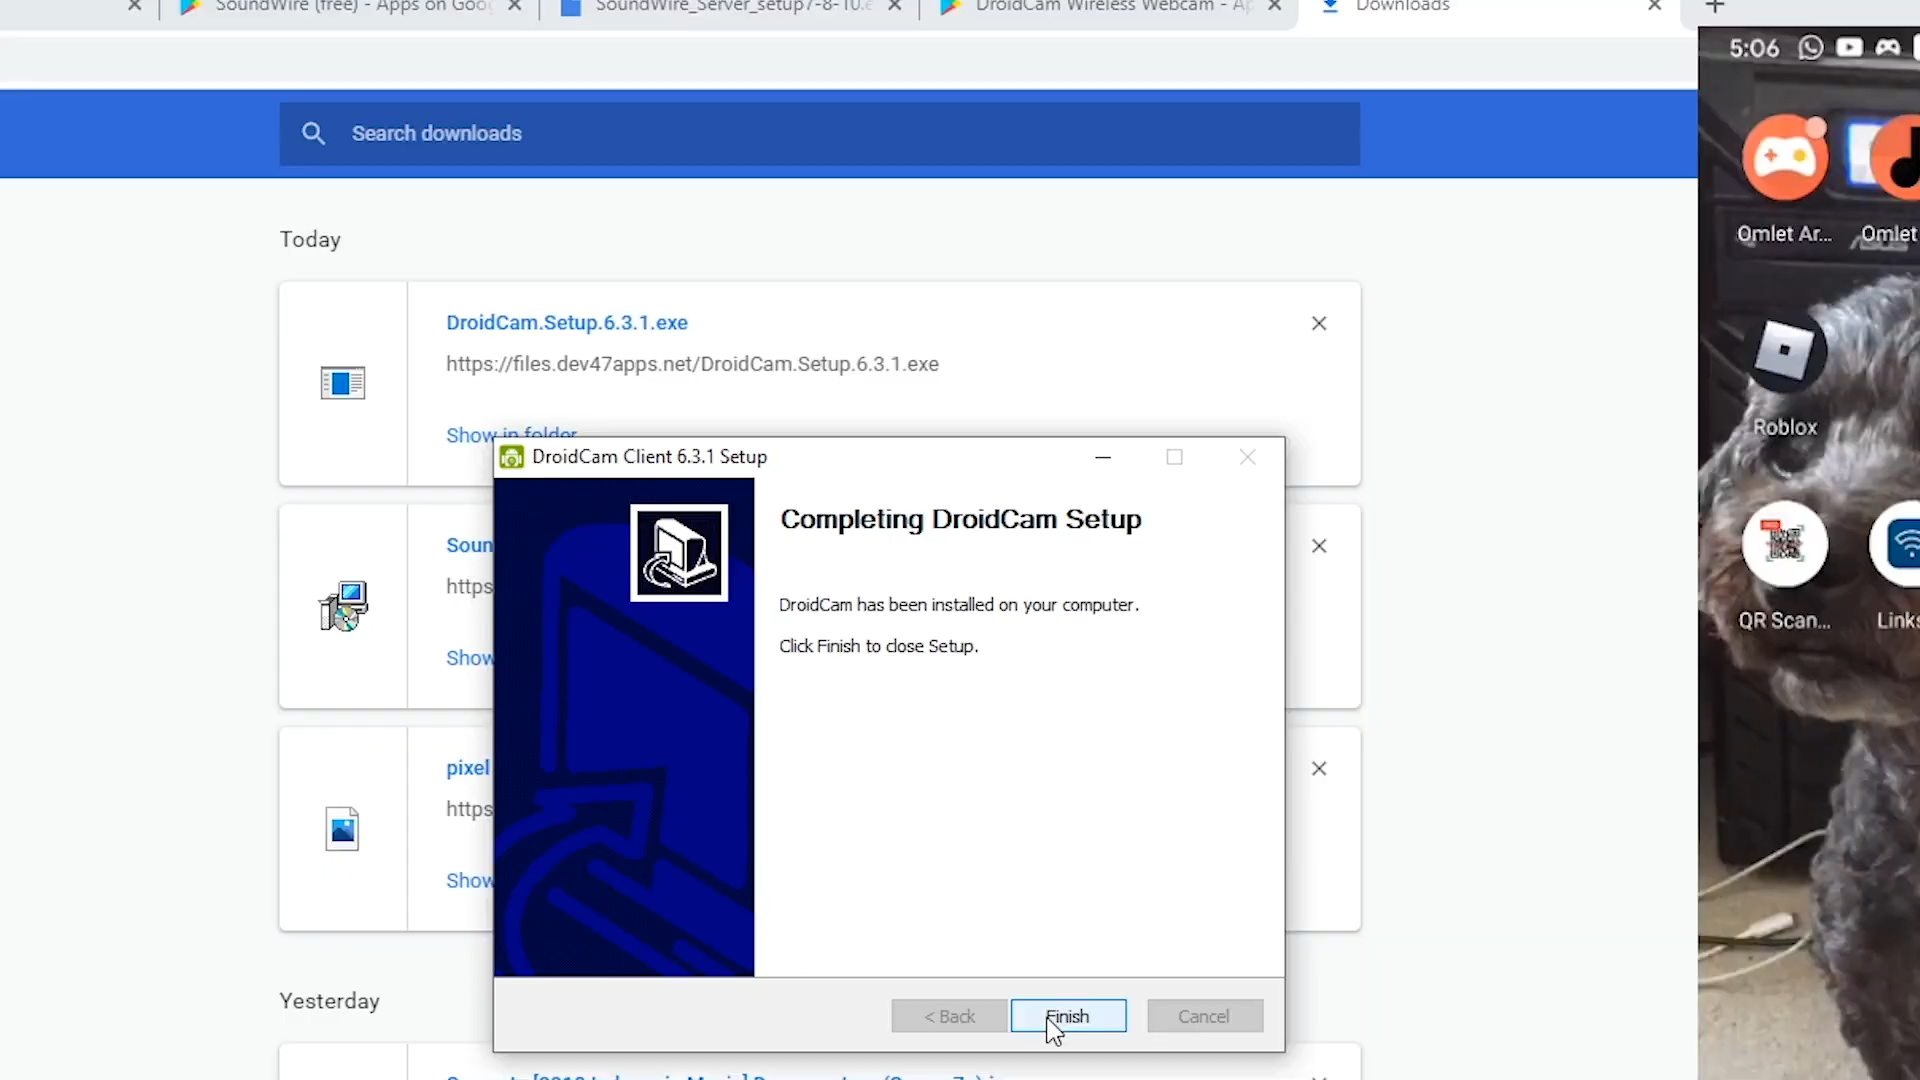 SoundWire (free) - Apps on Goog
SoundWire_Server_setup7-8-10.e
DroidCam Wireless Webcam - Ap
Downloads
5:06
Search downloads
Omlet Ar...
Omlet
Today
DroidCam.Setup.6.3.1.exe
https://files.dev47apps.net/DroidCam.Setup.6.3.1.exe
Show in folder
Roblox
DroidCam Client 6.3.1 Setup
Completing DroidCam Setup
Soun
https
DroidCam has been installed on your computer.
Click Finish to close Setup.
Show
QR Scan...
Links
pixel
https
Show
Yesterday
< Back
Finish
Cancel